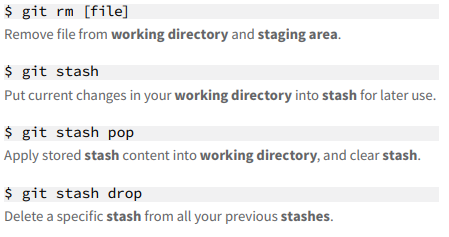 $ git rm [file]
Remove file from working directory and staging area.
$ git stash
Put current changes in your working directory into stash for later use.
$ git stash pop
Apply stored stash content into working directory, and clear stash.
$ git stash drop
Delete a specific stash from all your previous stashes.